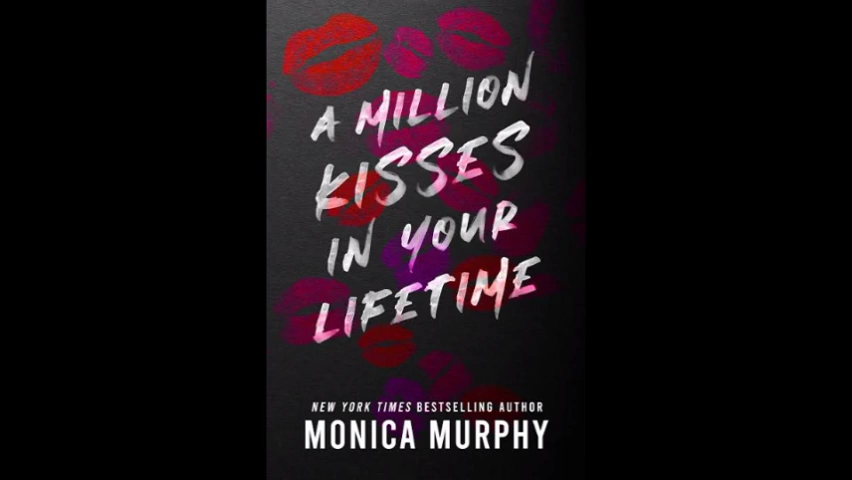 A MILLION
KISSES
IN YOUR
LIFETIME
NEW YORK TIMES BESTSELLING AUTHOR
MONICA MURPHY